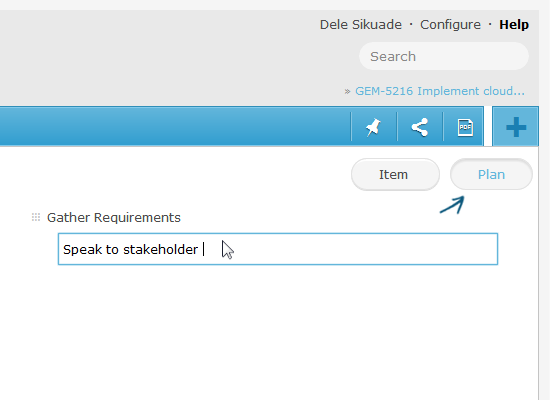 Dele Sikuade · Configure · Help
Search
» GEM-5216 Implement cloud...
PDF
Item
Plan
Gather Requirements
Speak to stakeholder